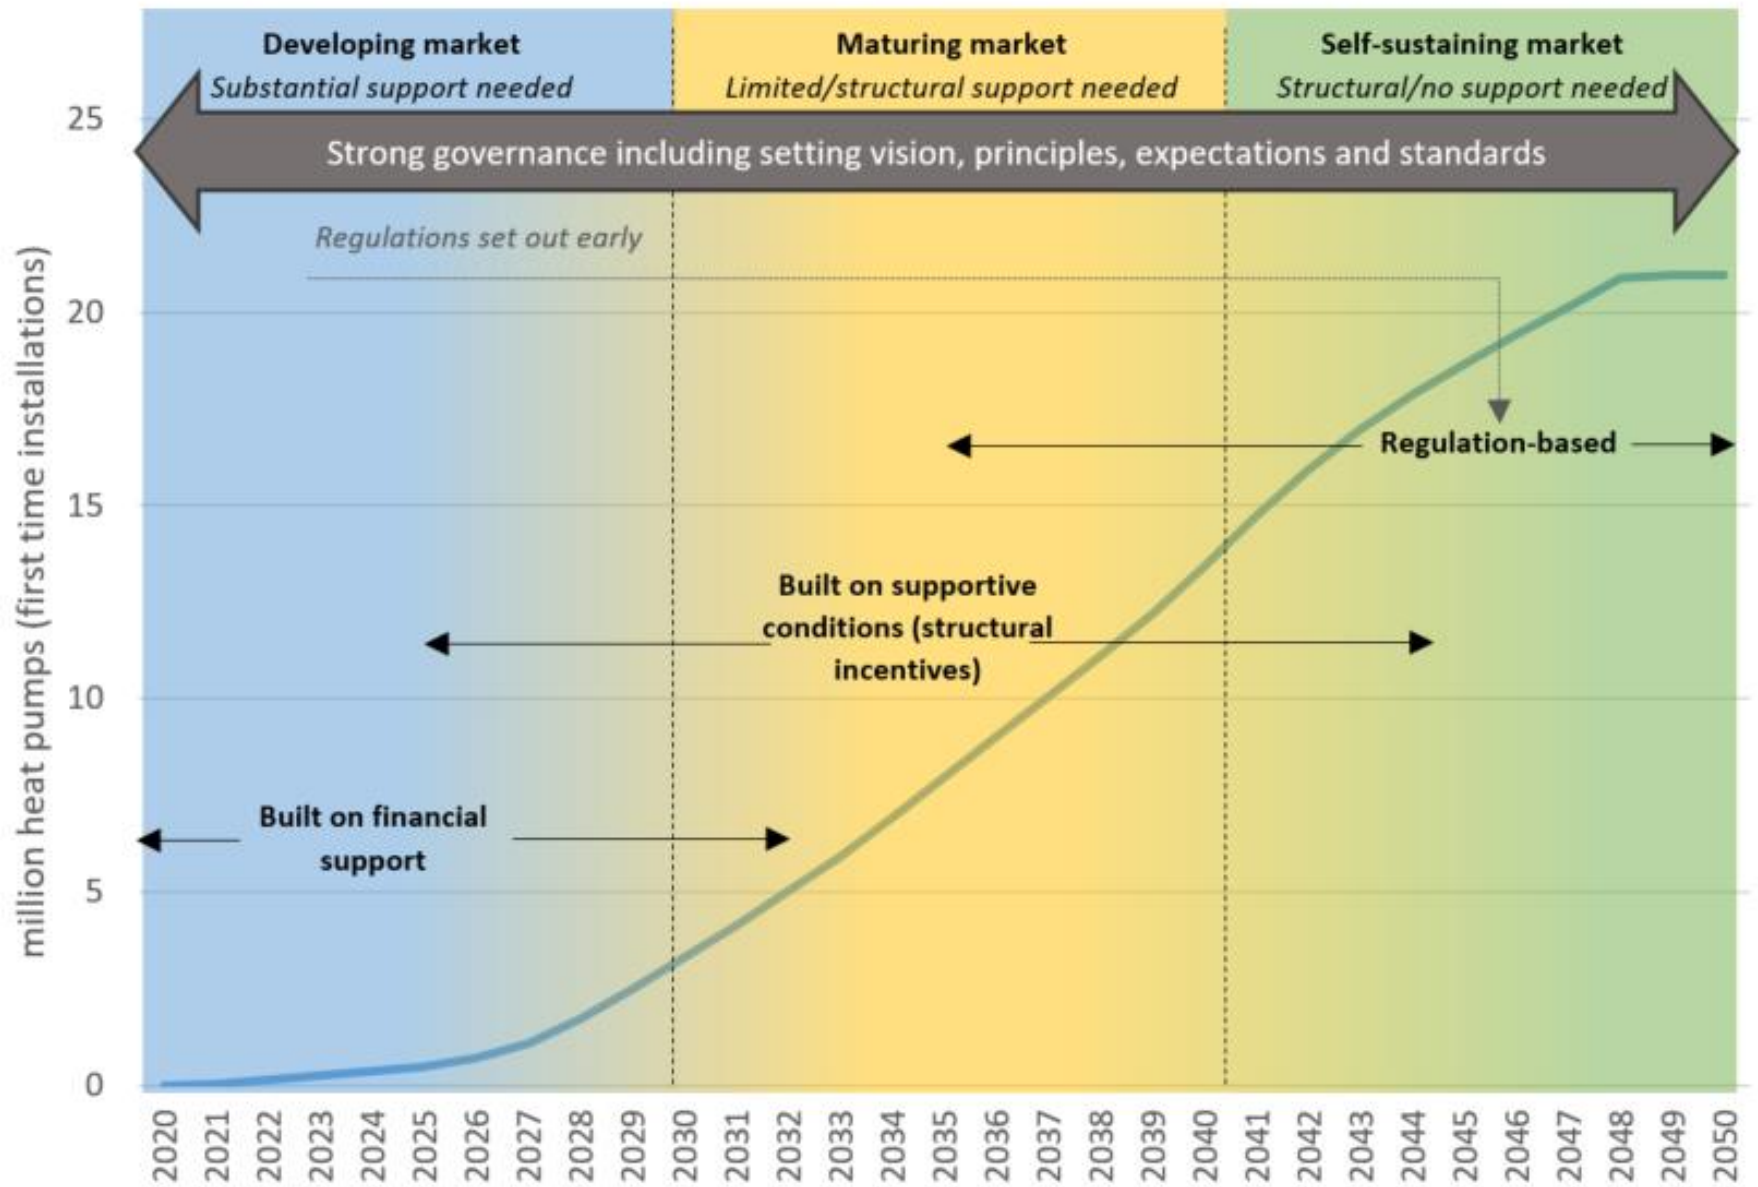 Developing market
Substantial support needed
Maturing market
Limited/structural support needed
Self-sustaining market
Structural/no support needed
Strong governance including setting vision, principles, expectations and standards
Regulations set out early
Regulation-based
Built on supportive
conditions (structural
incentives)
Built on financial
support
million heat pumps (first time installations)
25
20
15
10
5
0
2020
2021
2022
2023
2024
2025
2026
2027
2028
2029
2030
2031
2032
2033
2034
2035
2036
2037
2038
2039
2040
2041
2042
2043
2044
2045
2046
2047
2048
2049
2050